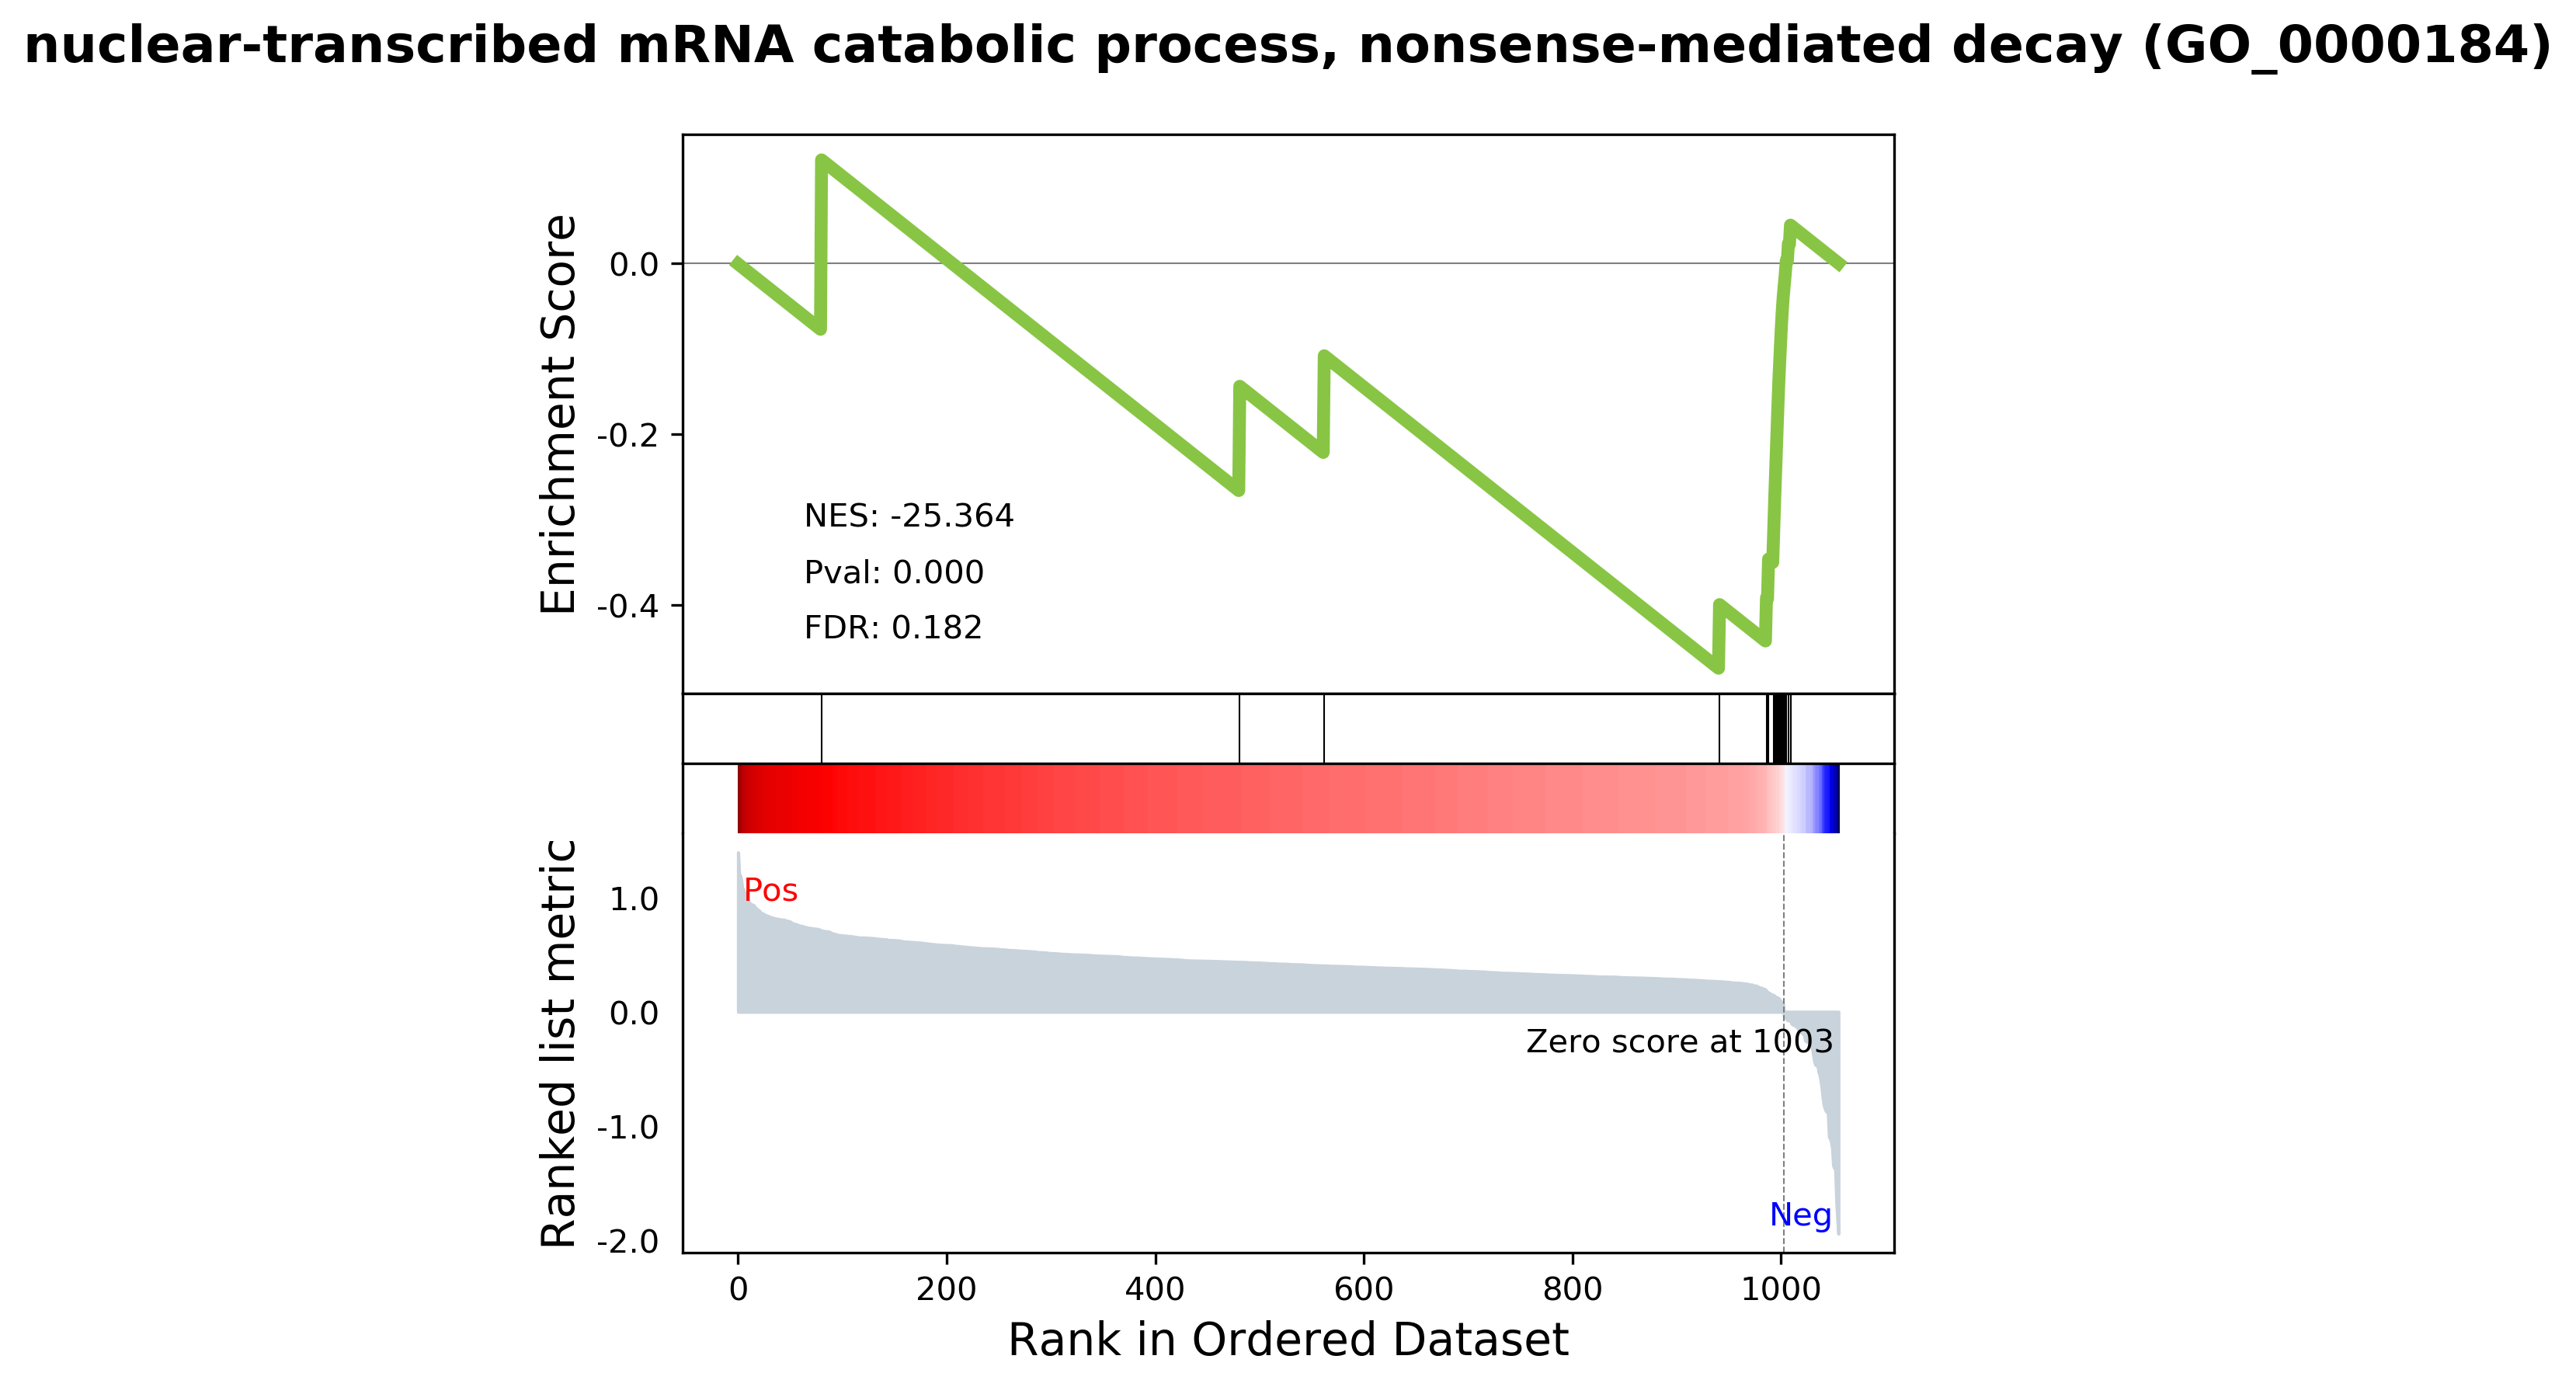 nuclear-transcribed mRNA catabolic process, nonsense-mediated decay (GO_0000184)
Enrichment Score
0.0
-0.2
-0.4
NES: -25.364
Pval: 0.000
FDR: 0.182
Ranked list metric
1.0
0.0
-1.0
-2.0
Pos
Zero score at 1003
Neg
0 200 400 600 800 1000
Rank in Ordered Dataset